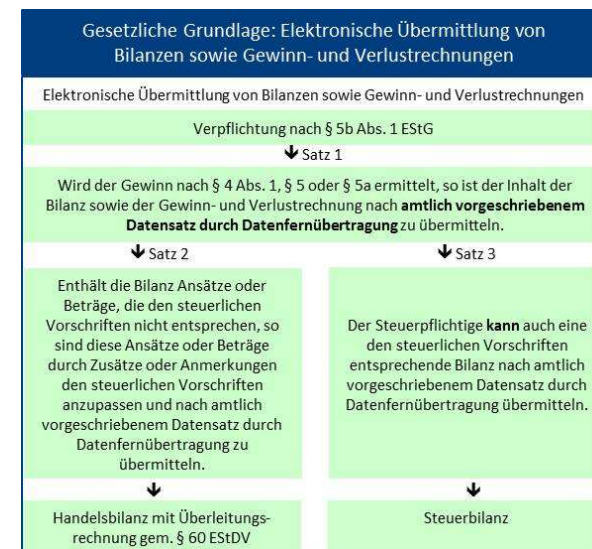 Gesetzliche Grundlage: Elektronische Übermittlung von
Bilanzen sowie Gewinn- und Verlustrechnungen
Elektronische Übermittlung von Bilanzen sowie Gewinn- und Verlustrechnungen
Verpflichtung nach § 5b Abs. 1 EStG
🡳 Satz 1
Wird der Gewinn nach § 4 Abs. 1, § 5 oder § 5a ermittelt, so ist der Inhalt der
Bilanz sowie der Gewinn- und Verlustrechnung nach amtlich vorgeschriebenem
Datensatz durch Datenfernübertragung zu übermitteln.
🡳 Satz 2
Enthält die Bilanz Ansätze oder
Beträge, die den steuerlichen
Vorschriften nicht entsprechen, so
sind diese Ansätze oder Beträge
durch Zusätze oder Anmerkungen
den steuerlichen Vorschriften
anzupassen und nach amtlich
vorgeschriebenem Datensatz durch
Datenfernübertragung zu
übermitteln.
🡳
Handelsbilanz mit Überleitungs-
rechnung gem. § 60 EStDV
🡳 Satz 3
Der Steuerpflichtige kann auch eine
den steuerlichen Vorschriften
entsprechende Bilanz nach amtlich
vorgeschriebenem Datensatz durch
Datenfernübertragung übermitteln.
🡳
Steuerbilanz